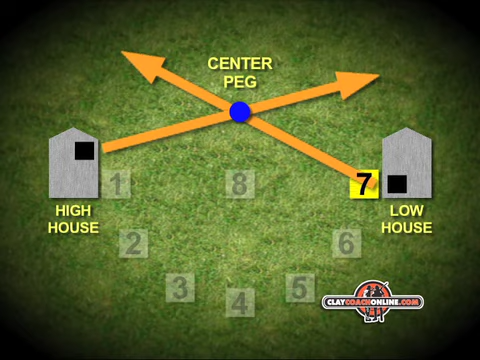 CENTER
PEG
1
8
7
HIGH
HOUSE
LOW
HOUSE
2
6
3
4
5
CLAYCOACHONLINE.COM